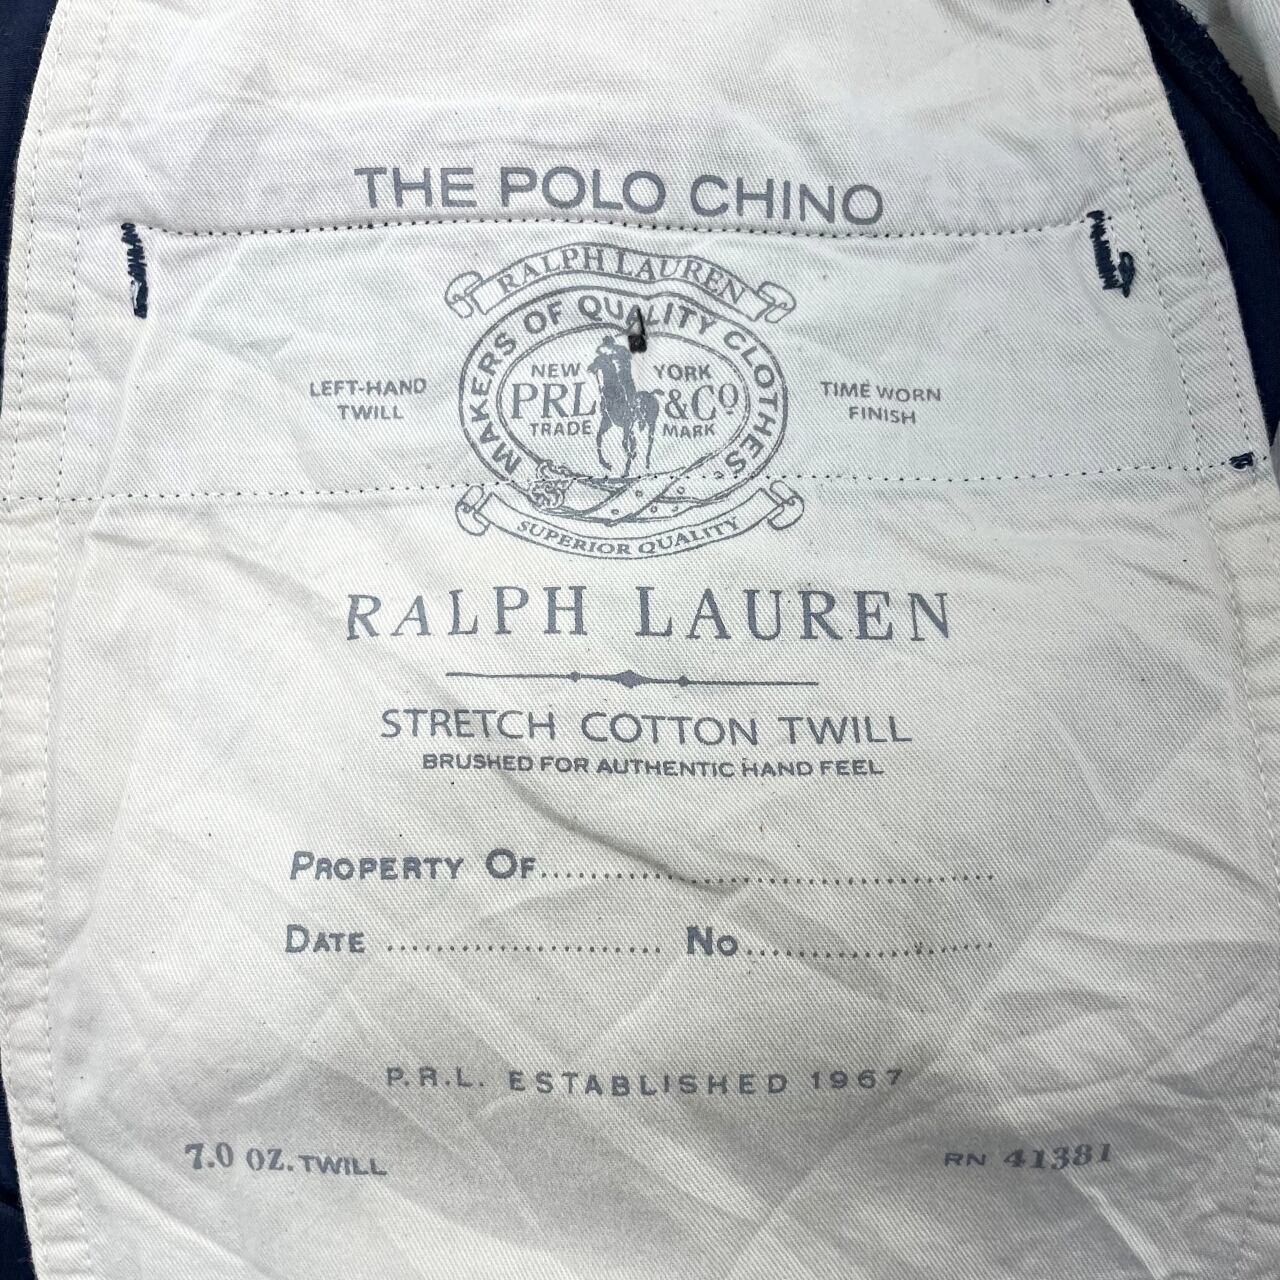 THE POLO CHINO
RALPH LAUREN
MAKERS OF QUALITY CLOTHES
NEW YORK
PRL &Cº
TRADE MARK
LEFT-HAND
TWILL
TIME WORN
FINISH
SUPERIOR QUALITY
RALPH LAUREN
STRETCH COTTON TWILL
BRUSHED FOR AUTHENTIC HAND FEEL
PROPERTY OF
DATE No
P.R.L. ESTABLISHED 1967
7.0 OZ. TWILL
RN 41381